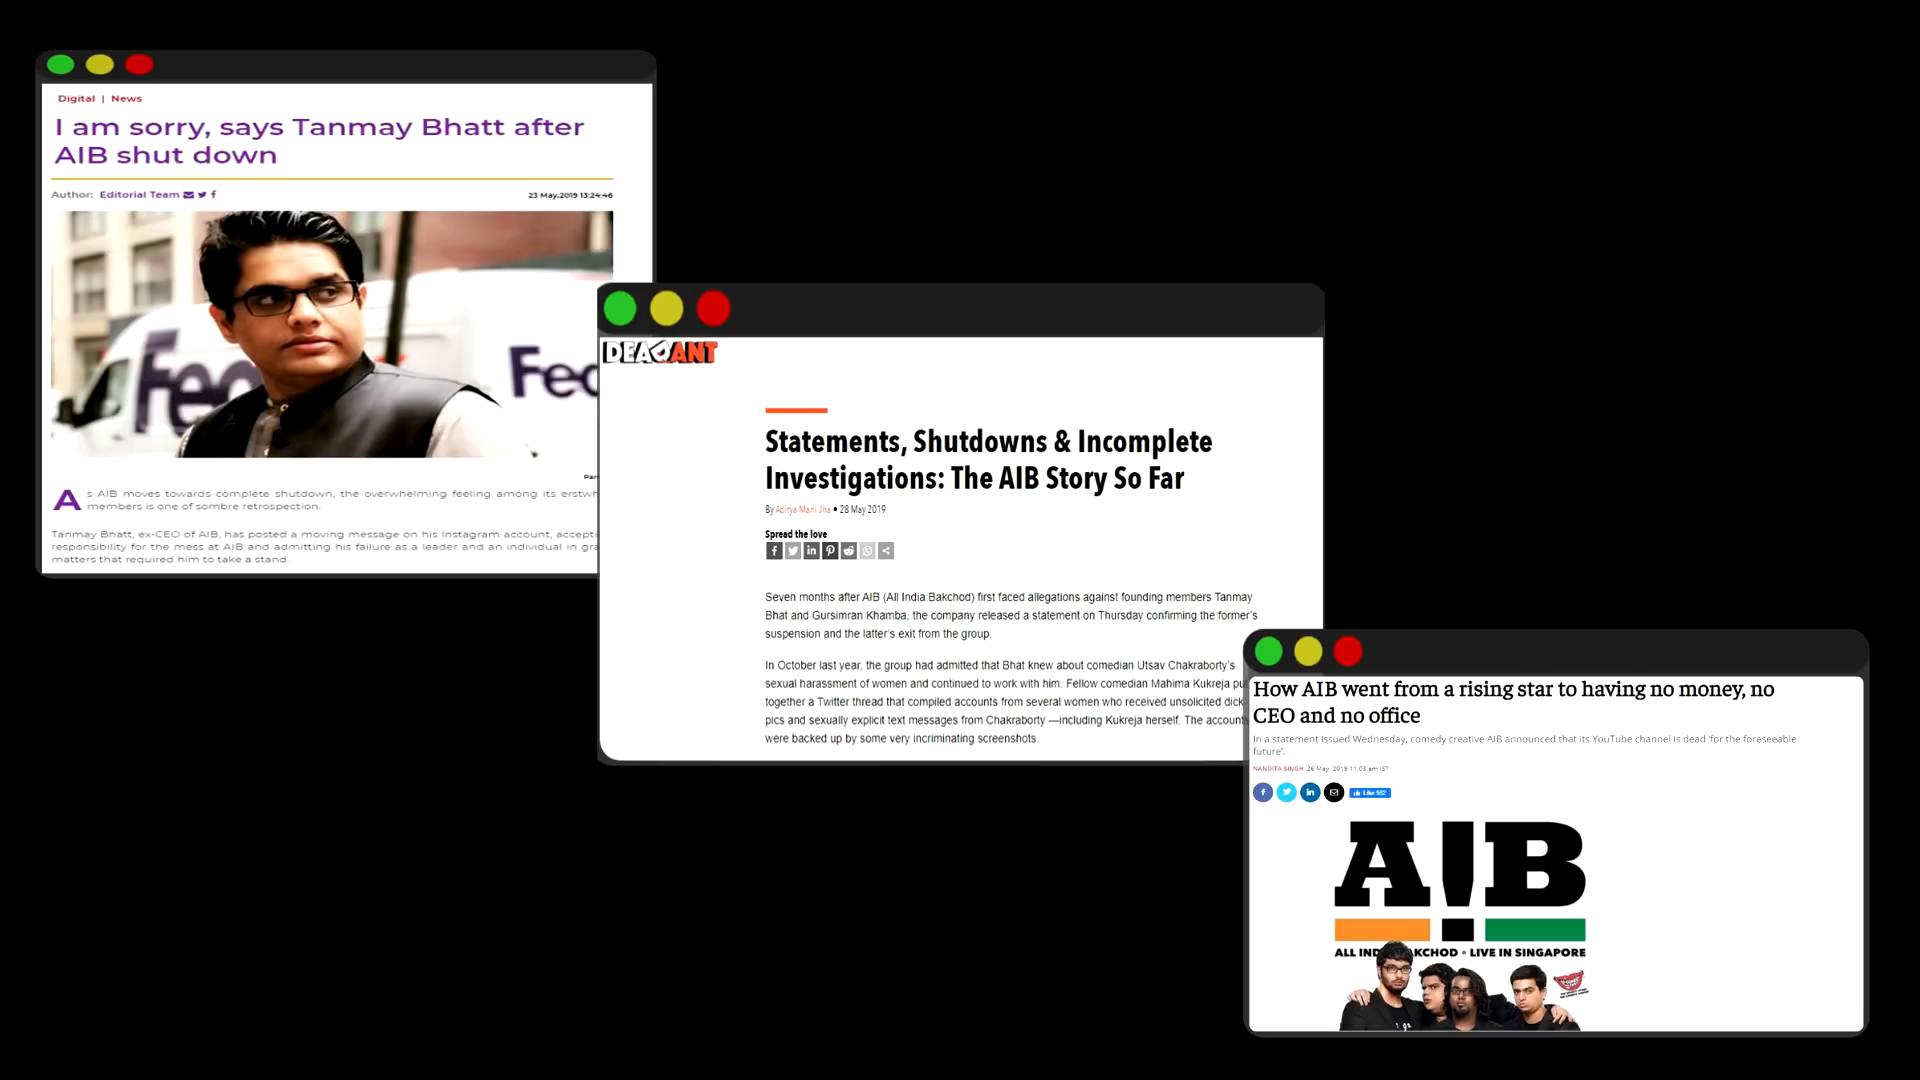 Digital | News
I am sorry, says Tanmay Bhatt after
AIB shut down
Author: Editorial Team
23 May,2019 13:24:46
FedEx
Fed
As AIB moves towards complete shutdown, the overwhelming feeling among its erstwh
members is one of sombre retrospection.
Tanmay Bhatt, ex-CEO of AIB, has posted a moving message on his Instagram account, accepti
responsibility for the mess at AIB and admitting his failure as a leader and an individual in gra
matters that required him to take a stand.
DEADANT
Statements, Shutdowns & Incomplete
Investigations: The AIB Story So Far
By Aditya Mani Jha • 28 May 2019
Spread the love
Seven months after AIB (All India Bakchod) first faced allegations against founding members Tanmay
Bhat and Gursimran Khamba, the company released a statement on Thursday confirming the former's
suspension and the latter's exit from the group.
In October last year, the group had admitted that Bhat knew about comedian Utsav Chakraborty's
sexual harassment of women and continued to work with him. Fellow comedian Mahima Kukreja pu
together a Twitter thread that compiled accounts from several women who received unsolicited dick
pics and sexually explicit text messages from Chakraborty —including Kukreja herself. The accounts
were backed up by some very incriminating screenshots.
How AIB went from a rising star to having no money, no
CEO and no office
In a statement issued Wednesday, comedy creative AIB announced that its YouTube channel is dead 'for the foreseeable
future'.
NANDITA SINGH 26 May, 2019 11:03 am IST
Like 562
AIB
ALL IND KCHOD • LIVE IN SINGAPORE